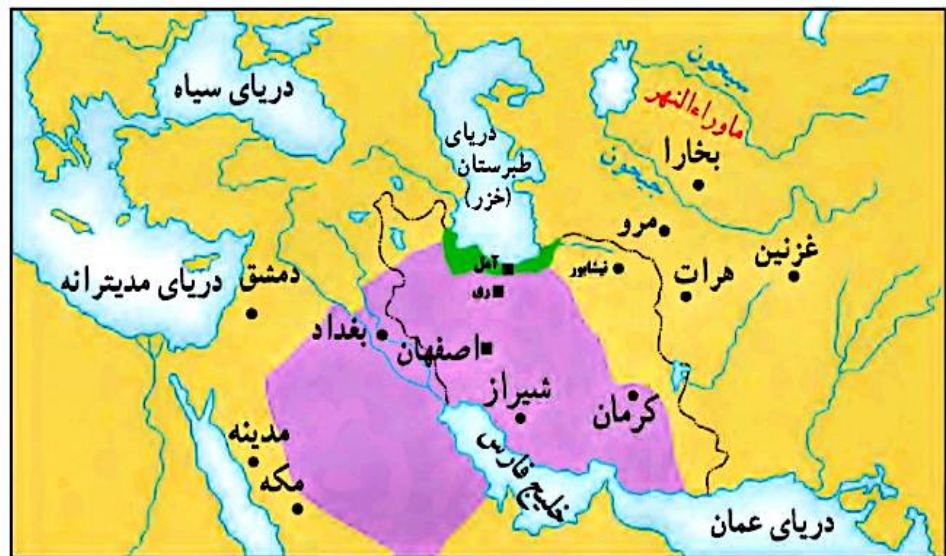 دریای سیاه
دریای
طبرستان
(خزر)
سیحون
ماوراءالنهر
بخارا
جیحون
مرو
غزنین
هرات
نیشابور
آمل
ری
دریای مدیترانه
دمشق
بغداد
اصفهان
شیراز
کرمان
مدینه
مکه
خلیج فارس
دریای عمان